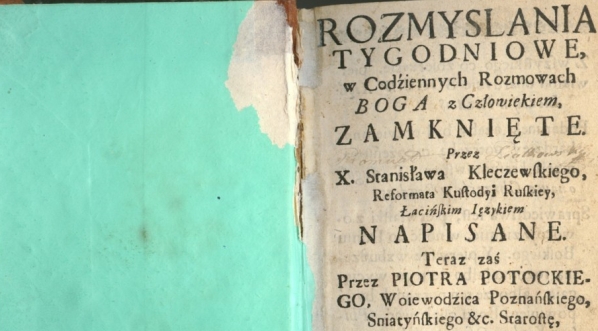 ROZMYSLANIA
TYGODNIOWE,
w Codźiennych Rozmowach
BOGA z Człowiekiem,
ZAMKNIĘTE.
Przez
X. Stanisława Kleczewskiego,
Reformata Kuſtodyi Ruſkiey,
Łacińſkim Ięzykiem
NAPISANE.
Teraz zaś
Przez PIOTRA POTOCKIE-
GO, Woiewodzica Poznańſkiego,
Sniatyńſkiego &c. Staroſtę,